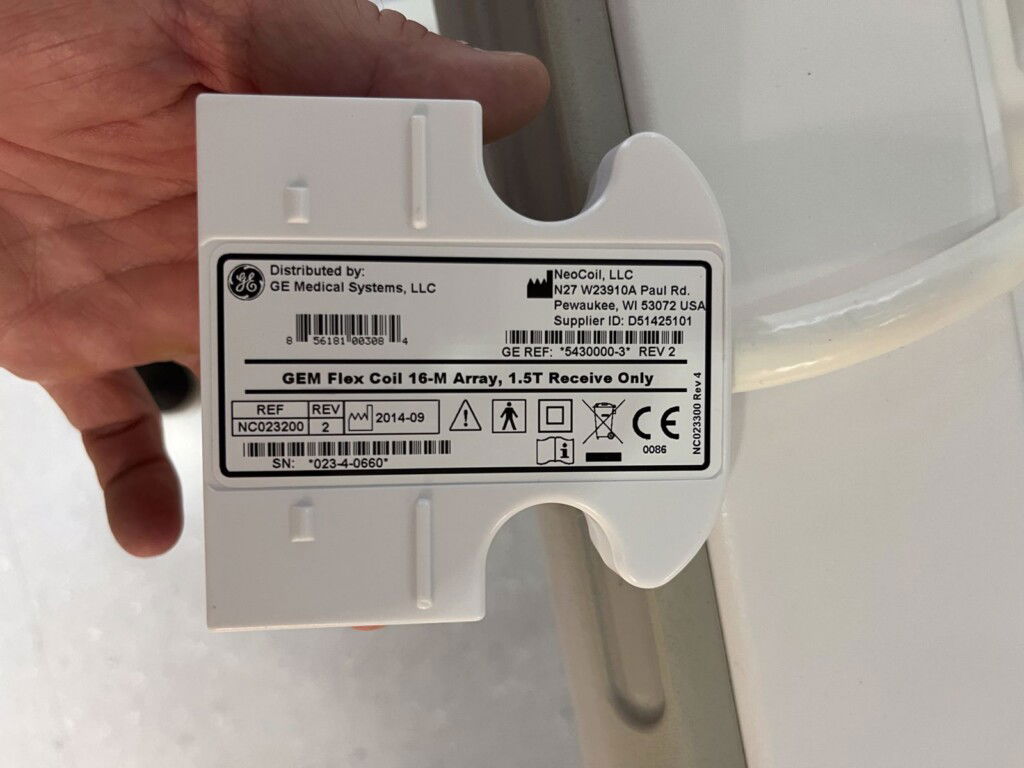 GE
Distributed by:
GE Medical Systems, LLC
8 56181 00308 4
NeoCoil, LLC
N27 W23910A Paul Rd.
Pewaukee, WI 53072 USA
Supplier ID: D51425101
GE REF: *5430000-3* REV 2
GEM Flex Coil 16-M Array, 1.5T Receive Only
REF REV
NC023200 2
2014-09
SN: *023-4-0660*
i
CE
0086
NC023300 Rev 4